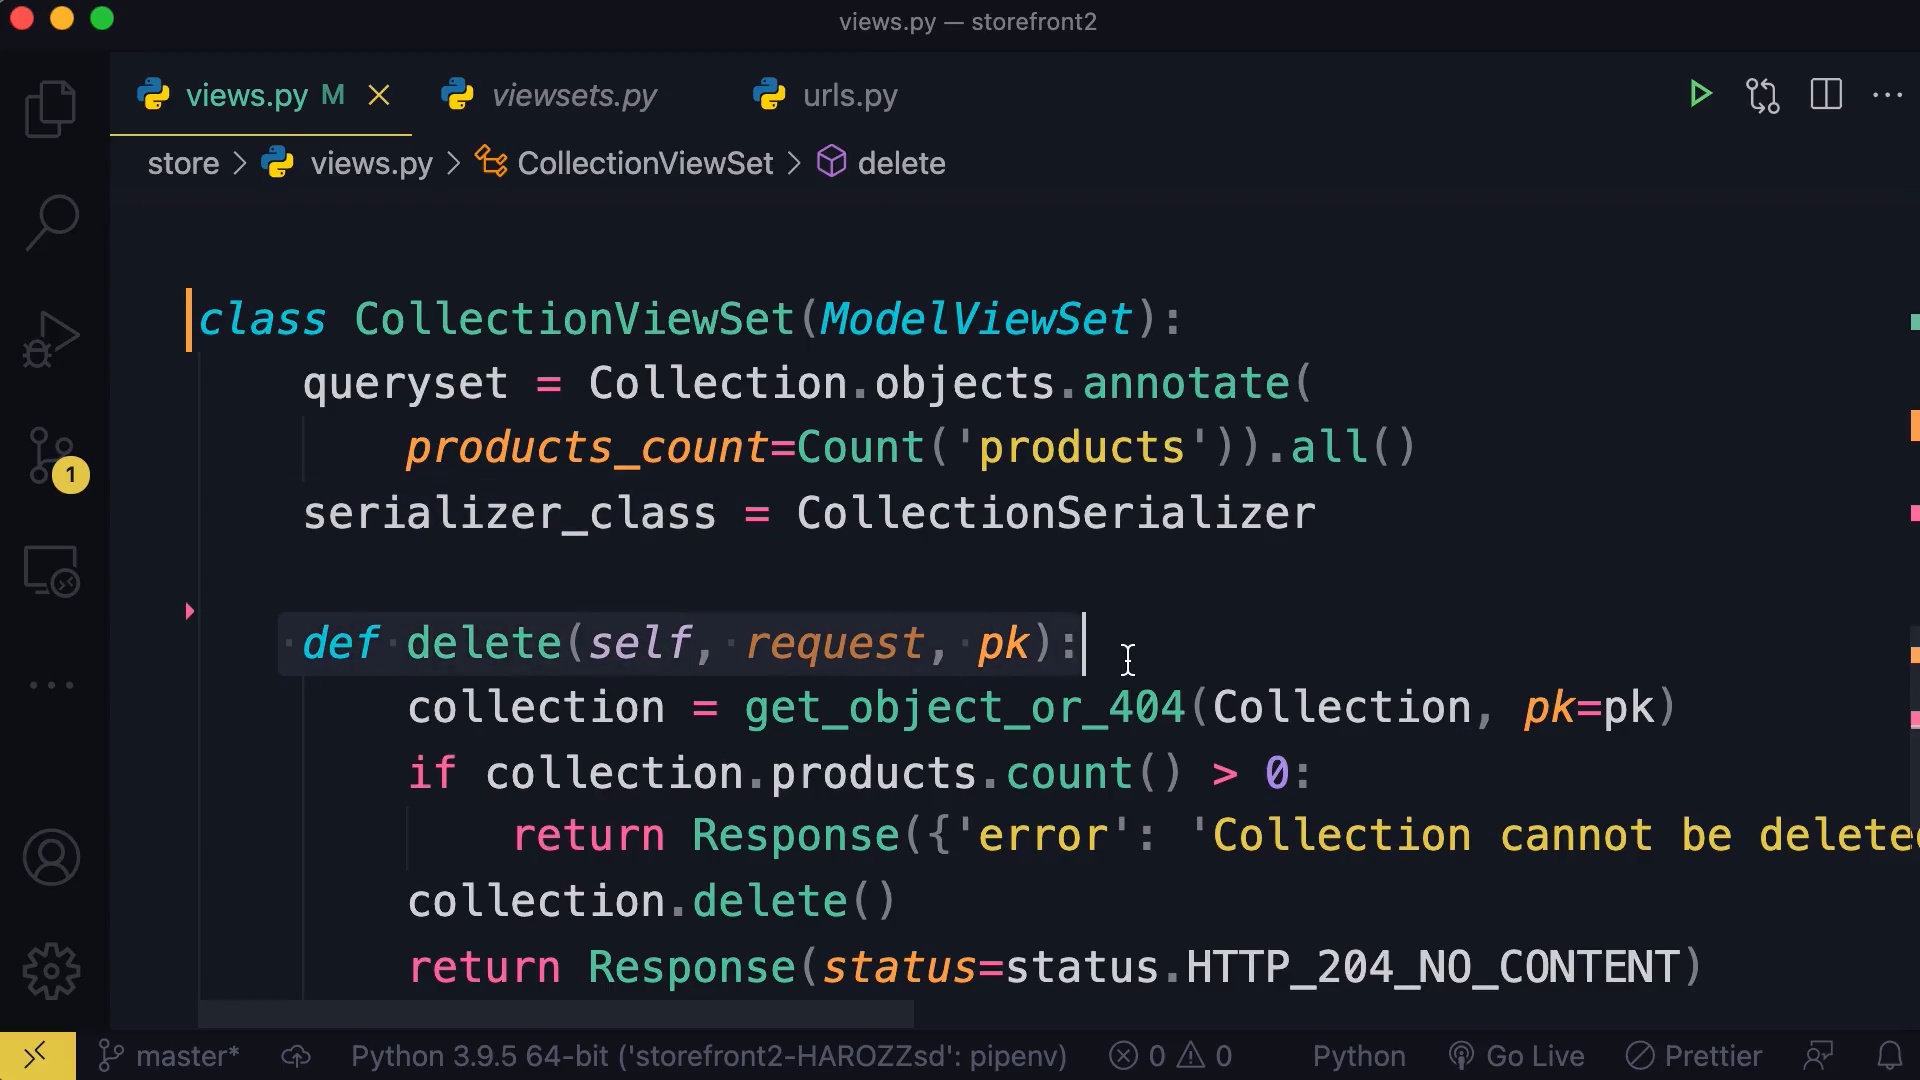 views.py — storefront2
views.py M viewsets.py urls.py
store > views.py > CollectionViewSet > delete
class CollectionViewSet(ModelViewSet):
queryset = Collection.objects.annotate(
products_count=Count('products')).all()
serializer_class = CollectionSerializer
def delete(self, request, pk):
collection = get_object_or_404(Collection, pk=pk)
if collection.products.count() > 0:
return Response({'error': 'Collection cannot be delete
collection.delete()
return Response(status=status.HTTP_204_NO_CONTENT)
1
master* Python 3.9.5 64-bit ('storefront2-HAROZZsd': pipenv) 0 0 Python Go Live Prettier